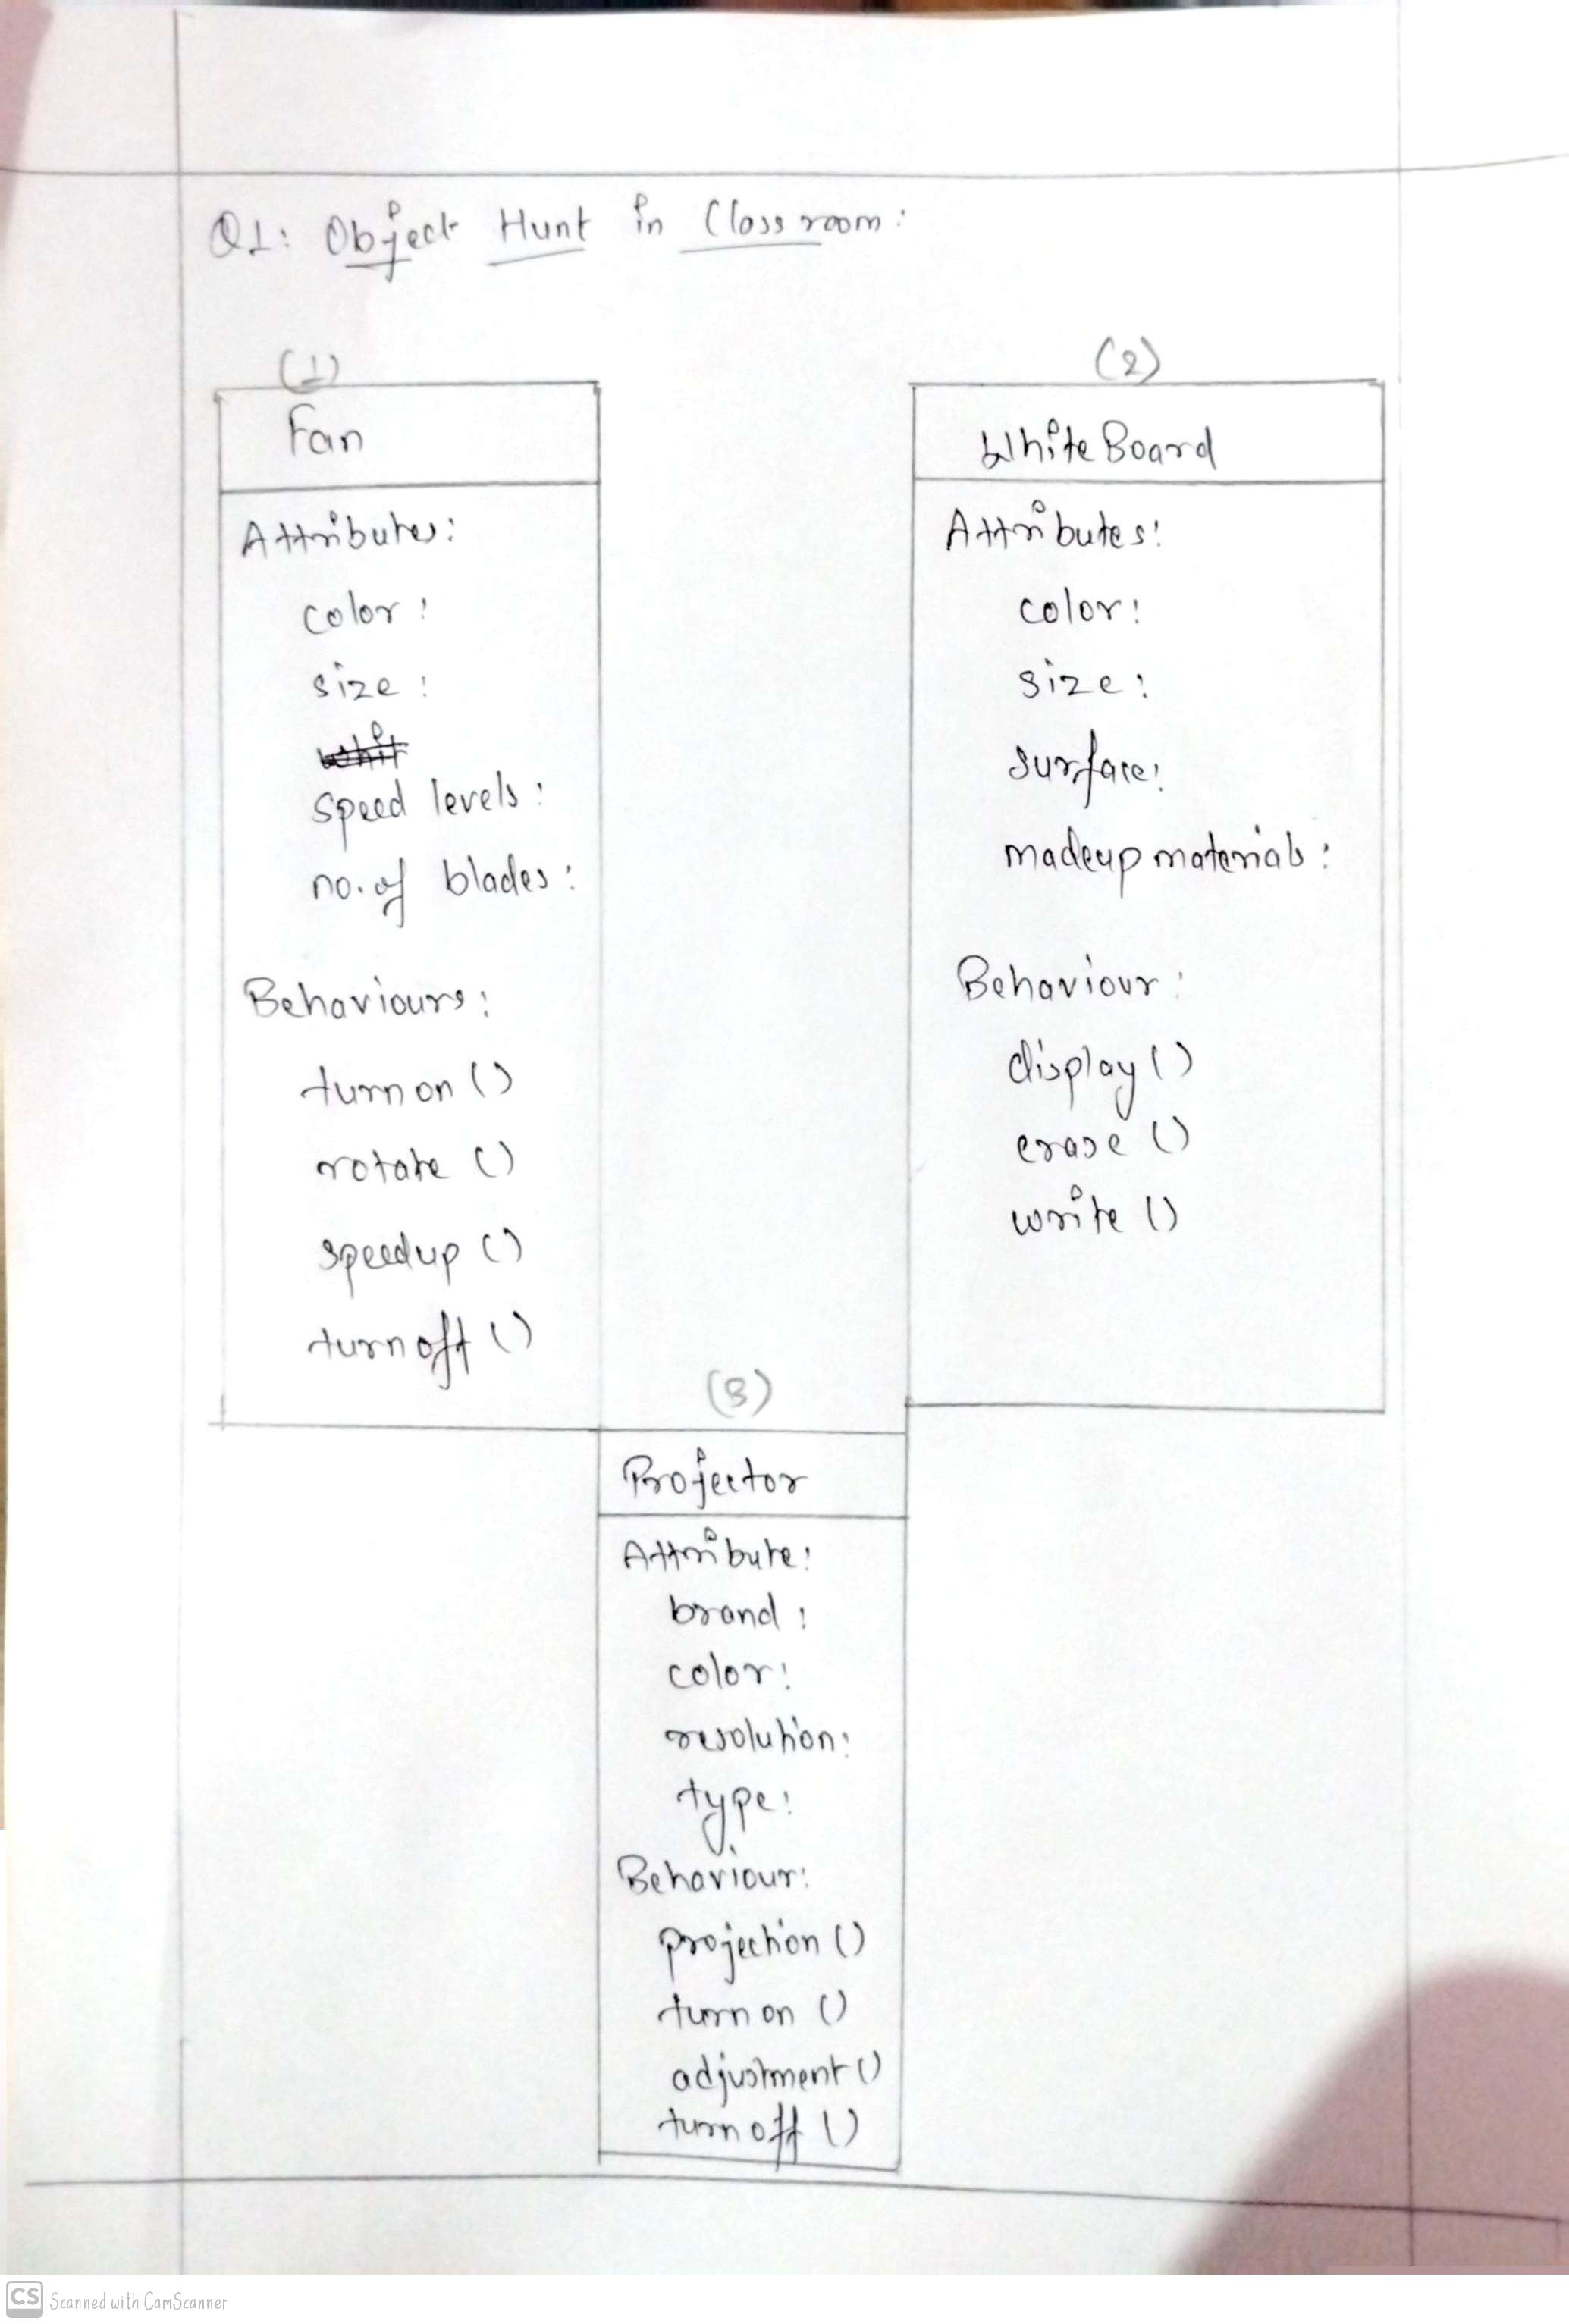 Q1: Object Hunt in Classroom:
(1)
Fan
Attributes:
color:
size:
speed levels:
no. of blades:
Behaviours:
turn on ()
rotate ()
speedup ()
turnoff ()
(2)
White Board
Attributes:
color:
size:
surface:
madeup materials:
Behaviour:
display ()
erase ()
write ()
(3)
Projector
Attribute:
brand:
color:
resolution:
type:
Behaviour:
projection ()
turn on ()
adjustment ()
turn off ()
CS Scanned with CamScanner